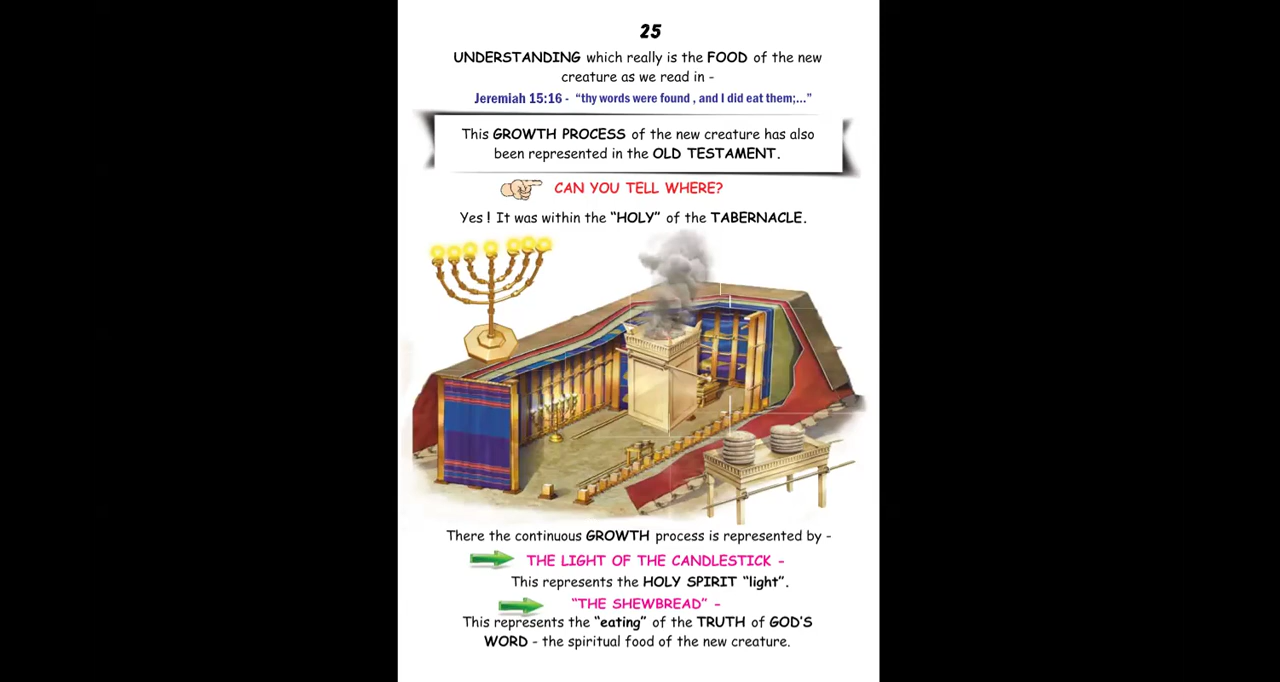 25
UNDERSTANDING which really is the FOOD of the new
creature as we read in -
Jeremiah 15:16 - “thy words were found , and I did eat them;...”
This GROWTH PROCESS of the new creature has also
been represented in the OLD TESTAMENT.
CAN YOU TELL WHERE?
Yes ! It was within the “HOLY” of the TABERNACLE.
There the continuous GROWTH process is represented by -
THE LIGHT OF THE CANDLESTICK -
This represents the HOLY SPIRIT “light”.
“THE SHEWBREAD” -
This represents the “eating” of the TRUTH of GOD’S
WORD - the spiritual food of the new creature.